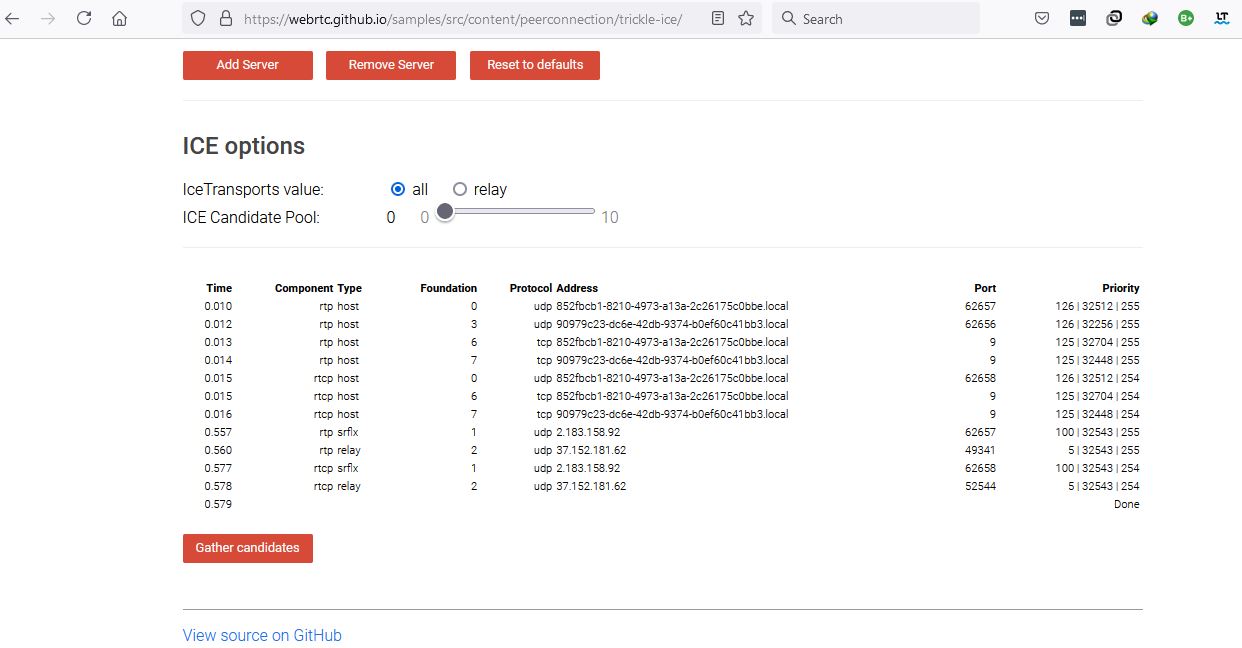 https://webrtc.github.io/samples/src/content/peerconnection/trickle-ice/ Search B+ LT
Add Server Remove Server Reset to defaults
ICE options
IceTransports value: all relay
ICE Candidate Pool: 0 0 10
Time Component Type Foundation Protocol Address Port Priority
0.010 rtp host 0 udp 852fbcb1-8210-4973-a13a-2c26175c0bbe.local 62657 126 | 32512 | 255
0.012 rtp host 3 udp 90979c23-dc6e-42db-9374-b0ef60c41bb3.local 62656 126 | 32256 | 255
0.013 rtp host 6 tcp 852fbcb1-8210-4973-a13a-2c26175c0bbe.local 9 125 | 32704 | 255
0.014 rtp host 7 tcp 90979c23-dc6e-42db-9374-b0ef60c41bb3.local 9 125 | 32448 | 255
0.015 rtcp host 0 udp 852fbcb1-8210-4973-a13a-2c26175c0bbe.local 62658 126 | 32512 | 254
0.015 rtcp host 6 tcp 852fbcb1-8210-4973-a13a-2c26175c0bbe.local 9 125 | 32704 | 254
0.016 rtcp host 7 tcp 90979c23-dc6e-42db-9374-b0ef60c41bb3.local 9 125 | 32448 | 254
0.557 rtp srflx 1 udp 2.183.158.92 62657 100 | 32543 | 255
0.560 rtp relay 2 udp 37.152.181.62 49341 5 | 32543 | 255
0.577 rtcp srflx 1 udp 2.183.158.92 62658 100 | 32543 | 254
0.578 rtcp relay 2 udp 37.152.181.62 52544 5 | 32543 | 254
0.579 Done
Gather candidates
View source on GitHub